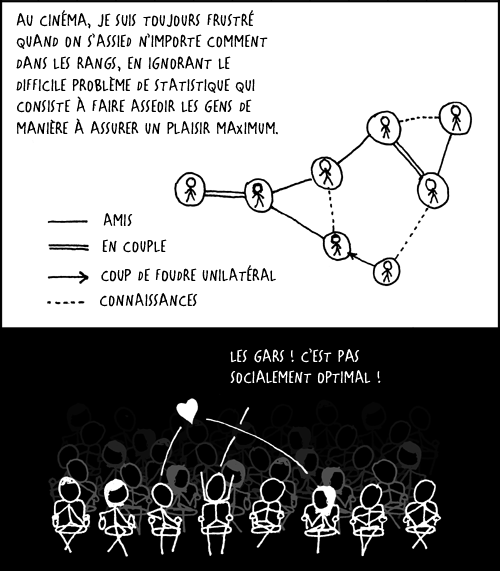 AU CINÉMA, JE SUIS TOUJOURS FRUSTRÉ
QUAND ON S'ASSIED N'IMPORTE COMMENT
DANS LES RANGS, EN IGNORANT LE
DIFFICILE PROBLÈME DE STATISTIQUE QUI
CONSISTE À FAIRE ASSEOIR LES GENS DE
MANIÈRE À ASSURER UN PLAISIR MAXIMUM.
AMIS
EN COUPLE
COUP DE FOUDRE UNILATÉRAL
CONNAISSANCES
LES GARS ! C'EST PAS
SOCIALEMENT OPTIMAL !